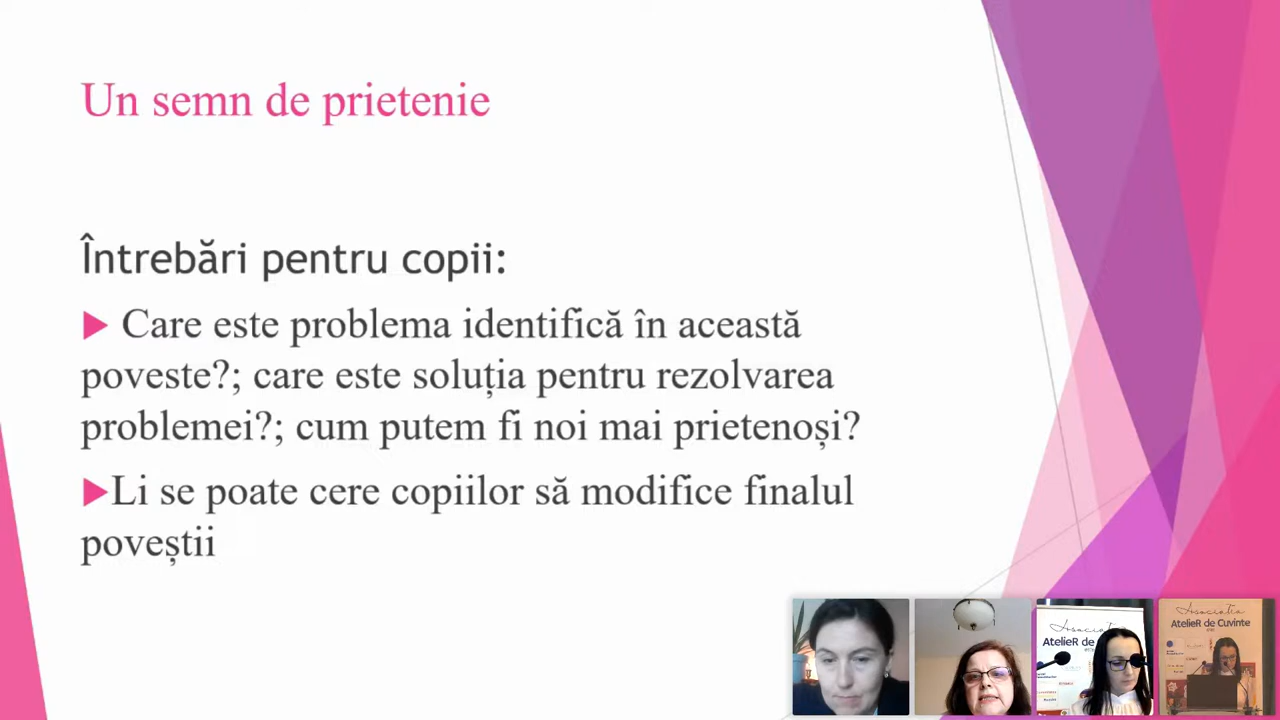 Un semn de prietenie
Întrebări pentru copii:
Care este problema identifică în această
poveste?; care este soluția pentru rezolvarea
problemei?; cum putem fi noi mai prietenoși?
Li se poate cere copiilor să modifice finalul
poveștii
Asociația
AtelieR de
Asociația
AtelieR de Cuvinte